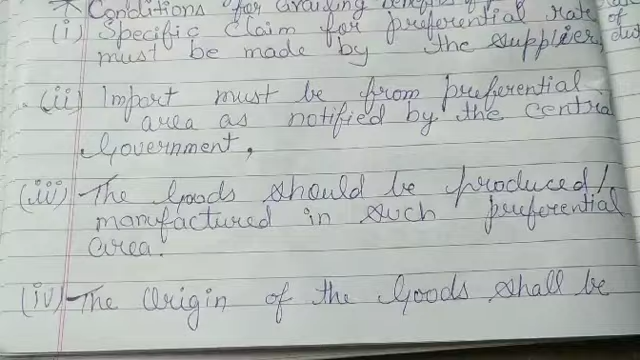 * Conditions for availing benefits of
(i) Specific Claim for preferential rate
must be made by the supplier,
(ii) Import must be from preferential
area as notified by the Centra
Government,
(iii) The Goods should be produced/
manufactured in such preferential
area.
(iv) The Origin of the Goods shall be
of